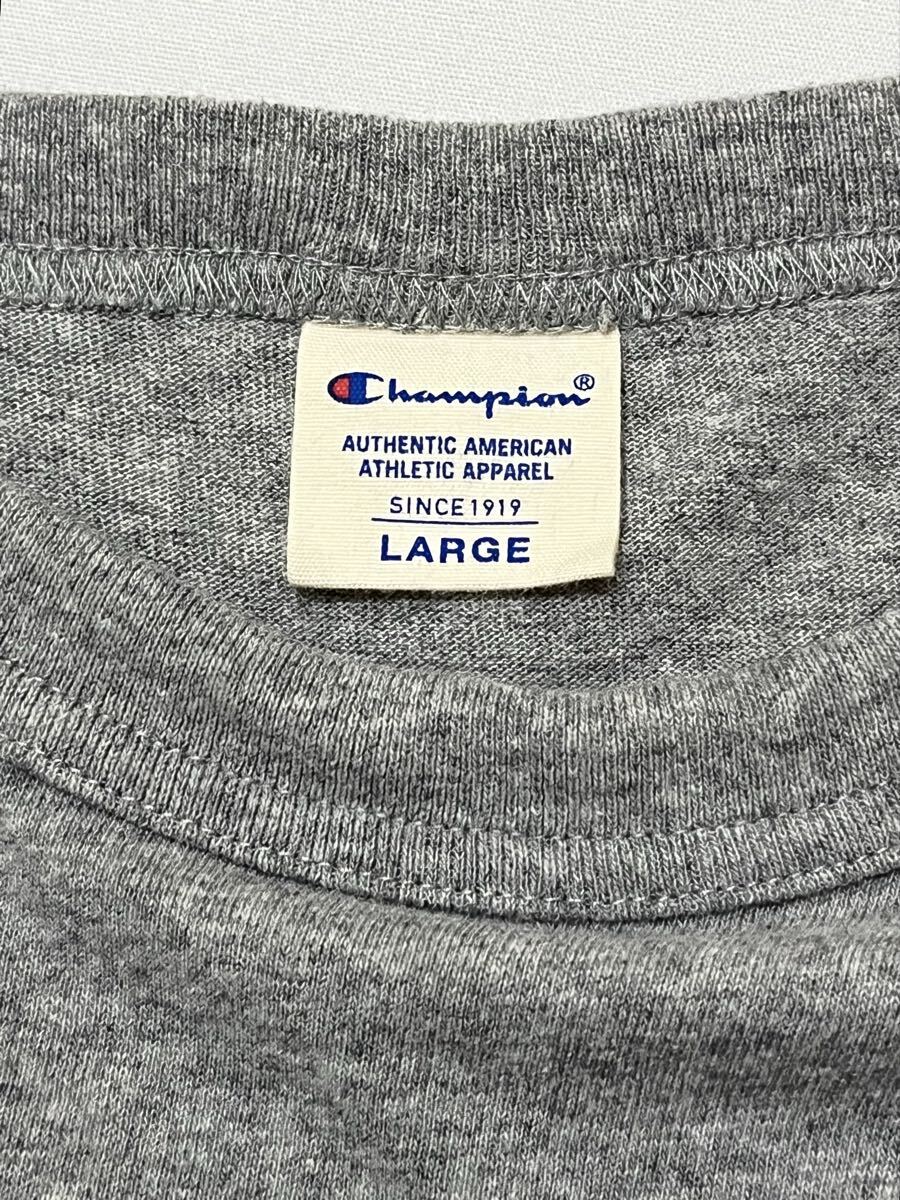 Champion®
AUTHENTIC AMERICAN
ATHLETIC APPAREL
SINCE 1919
LARGE